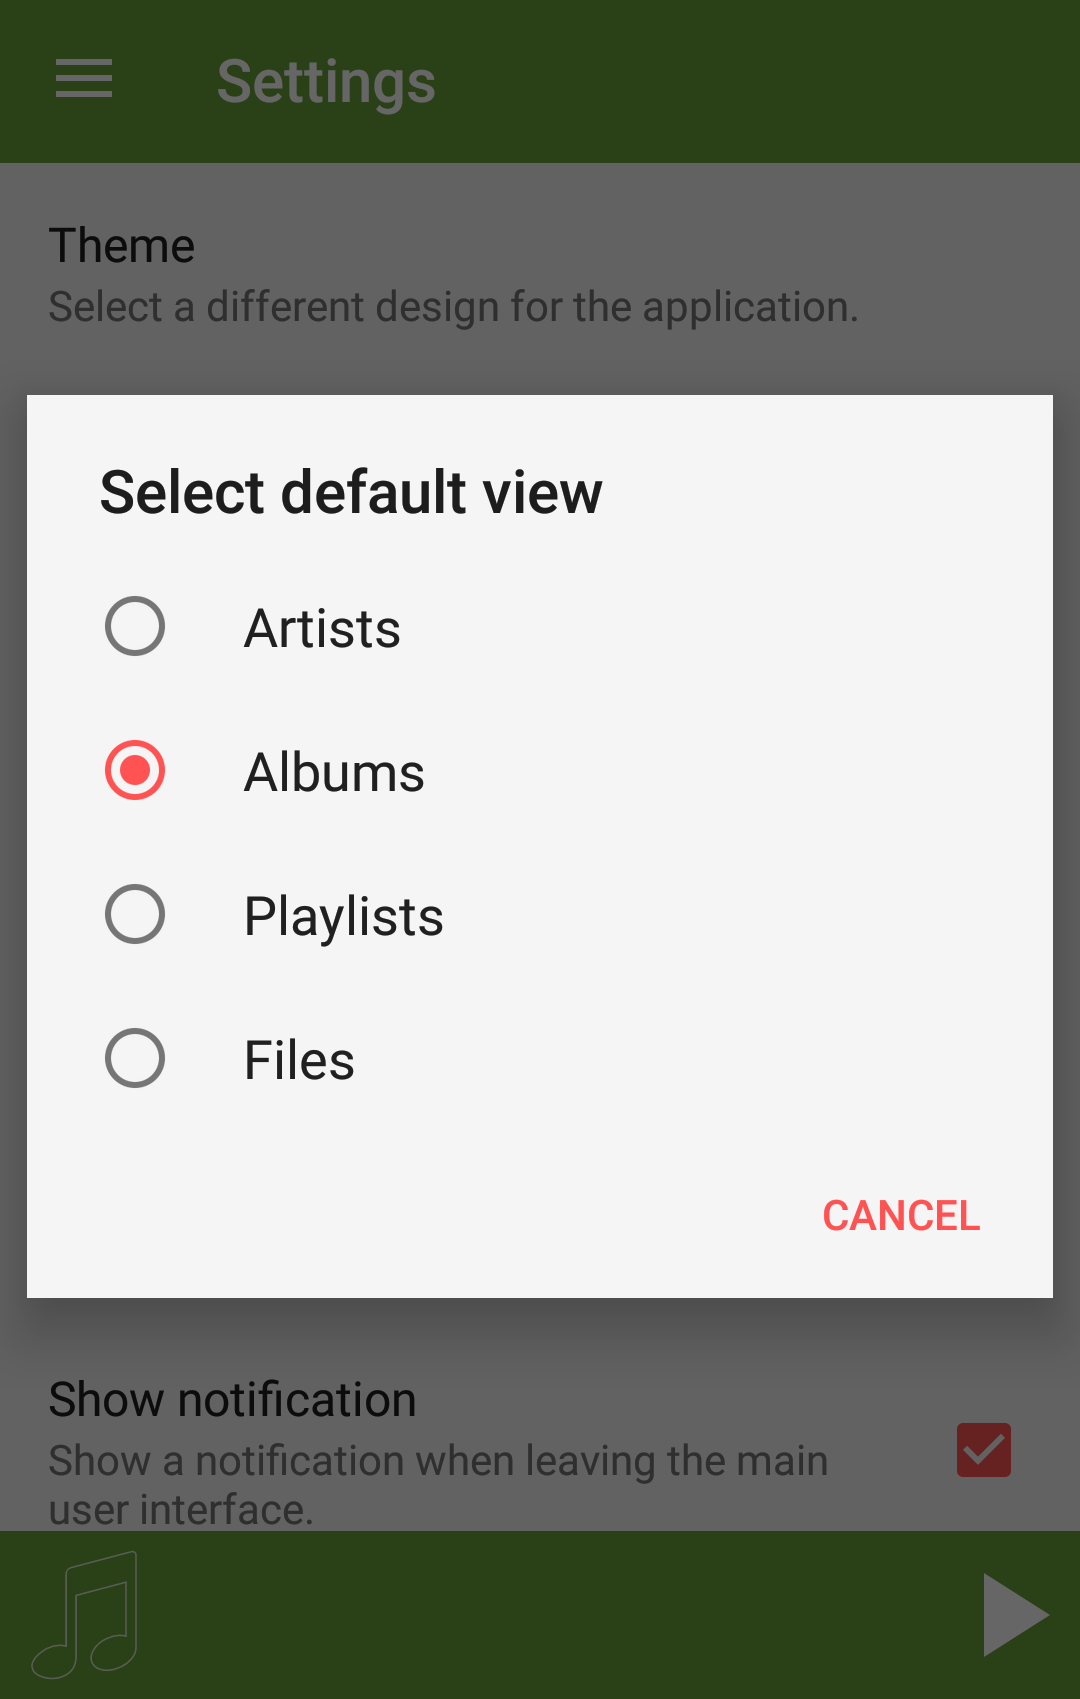 Settings
Theme
Select a different design for the application.
Select default view
Artists
Albums
Playlists
Files
CANCEL
Show notification
Show a notification when leaving the main
user interface.